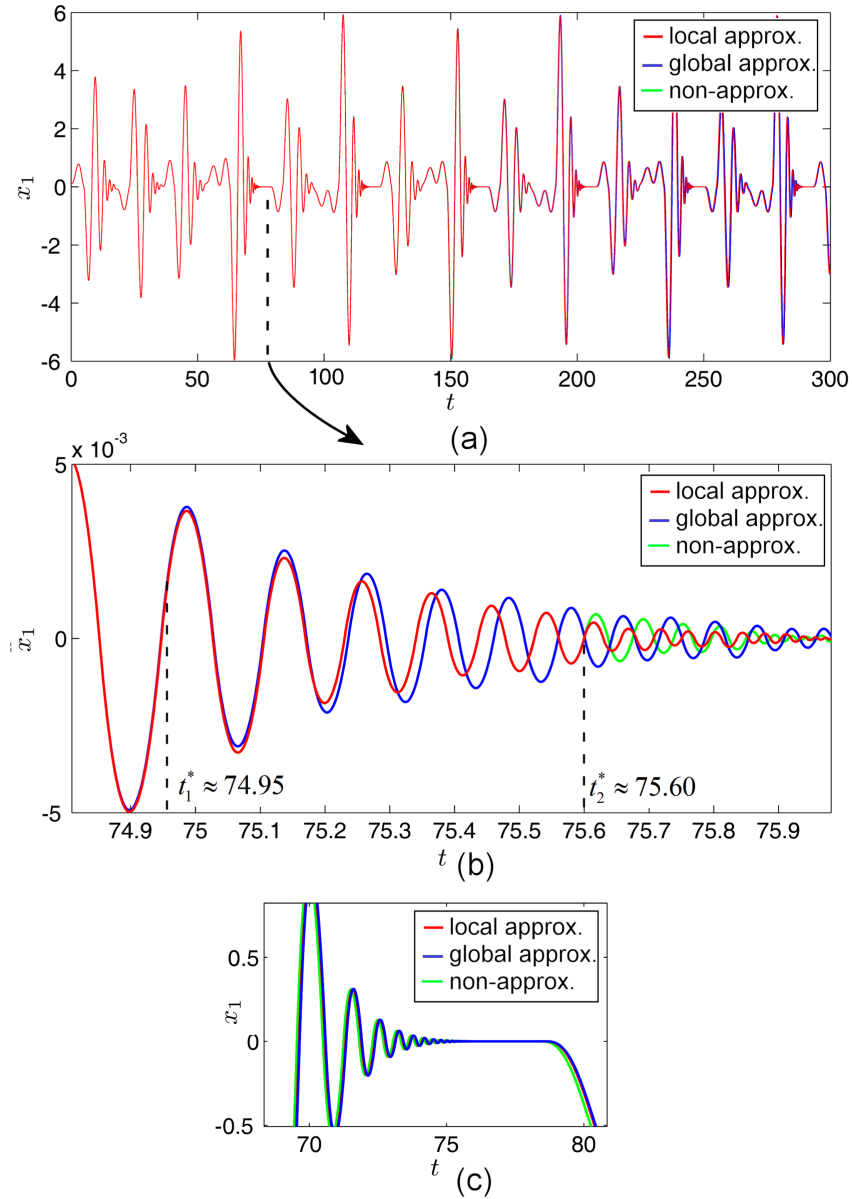 6
4
2
0
-2
-4
-6
x₁
local approx.
global approx.
non-approx.
0 50 100 150 200 250 300
t
(a)
x 10⁻³
5
0
-5
ẍ₁
local approx.
global approx.
non-approx.
t₁* ≈ 74.95
t₂* ≈ 75.60
74.9 75 75.1 75.2 75.3 75.4 75.5 75.6 75.7 75.8 75.9
t
(b)
0.5
0
-0.5
x₁
local approx.
global approx.
non-approx.
70 75 80
t
(c)